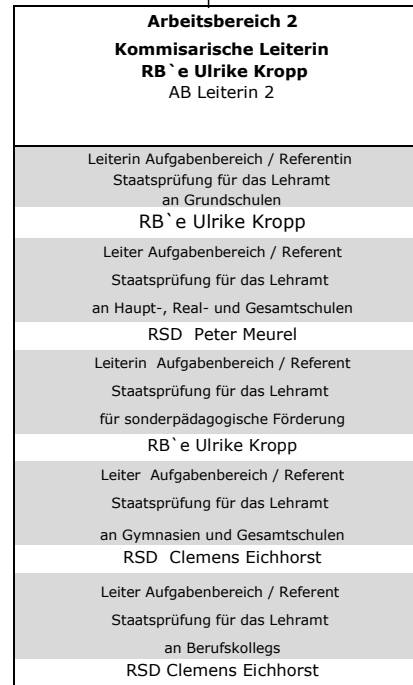 Arbeitsbereich 2
Kommisarische Leiterin
RB`e Ulrike Kropp
AB Leiterin 2
Leiterin Aufgabenbereich / Referentin
Staatsprüfung für das Lehramt
an Grundschulen
RB`e Ulrike Kropp
Leiter Aufgabenbereich / Referent
Staatsprüfung für das Lehramt
an Haupt-, Real- und Gesamtschulen
RSD Peter Meurel
Leiterin Aufgabenbereich / Referent
Staatsprüfung für das Lehramt
für sonderpädagogische Förderung
RB`e Ulrike Kropp
Leiter Aufgabenbereich / Referent
Staatsprüfung für das Lehramt
an Gymnasien und Gesamtschulen
RSD Clemens Eichhorst
Leiter Aufgabenbereich / Referent
Staatsprüfung für das Lehramt
an Berufskollegs
RSD Clemens Eichhorst